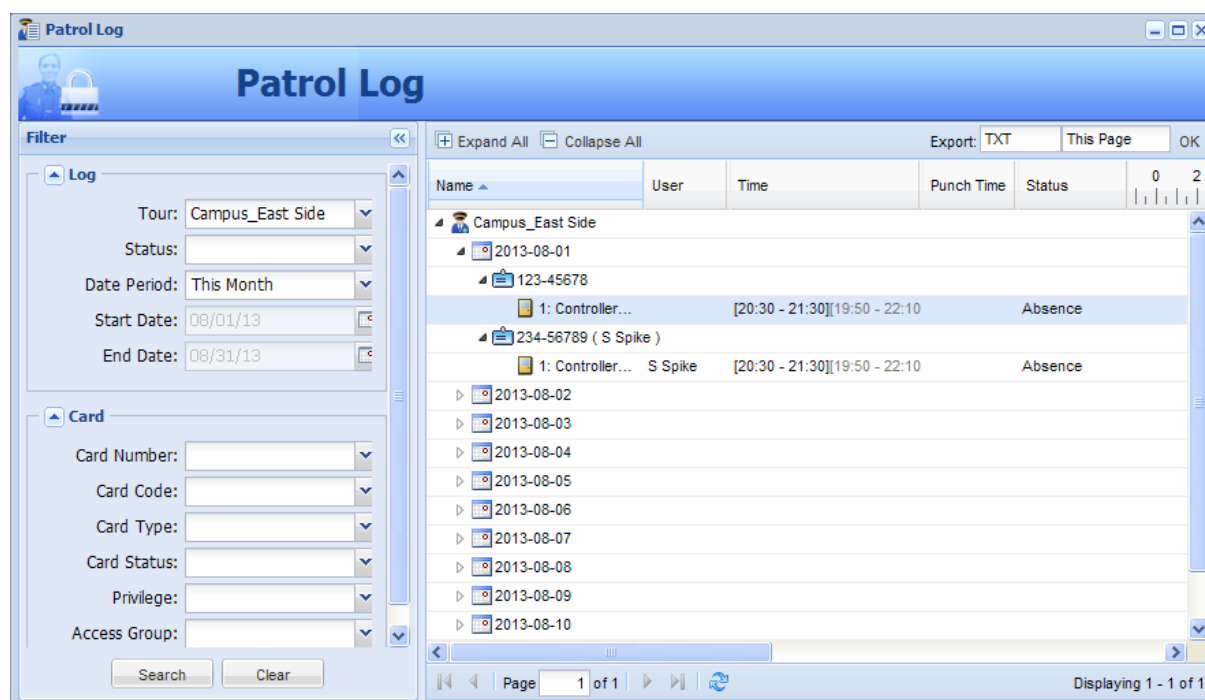 Patrol Log
Patrol Log
Filter
Log
Tour: Campus_East Side
Status:
Date Period: This Month
Start Date: 08/01/13
End Date: 08/31/13
Card
Card Number:
Card Code:
Card Type:
Card Status:
Privilege:
Access Group:
Search Clear
Expand All Collapse All Export: TXT This Page OK
Name User Time Punch Time Status 0 2
Campus_East Side
2013-08-01
123-45678
1: Controller... [20:30 - 21:30][19:50 - 22:10 Absence
234-56789 ( S Spike )
1: Controller... S Spike [20:30 - 21:30][19:50 - 22:10 Absence
2013-08-02
2013-08-03
2013-08-04
2013-08-05
2013-08-06
2013-08-07
2013-08-08
2013-08-09
2013-08-10
Page 1 of 1 Displaying 1 - 1 of 1